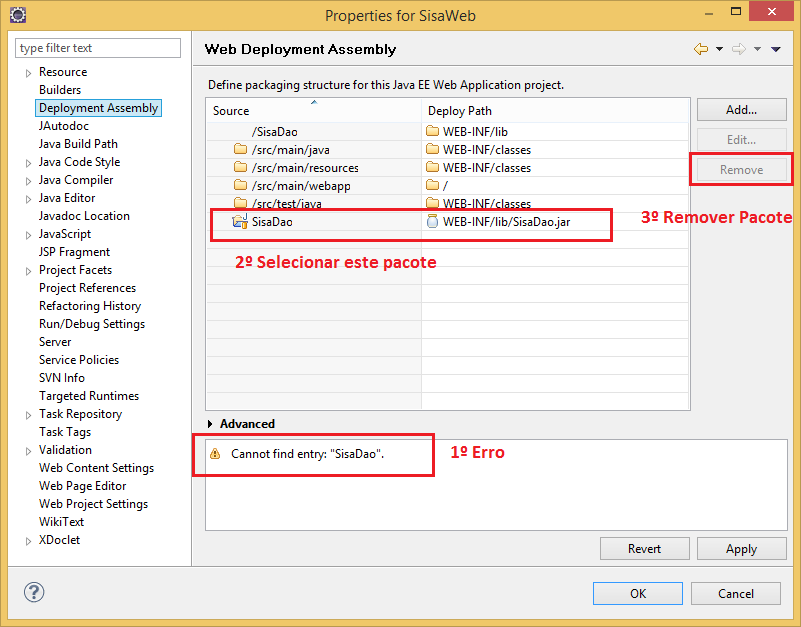 Properties for SisaWeb
type filter text
Resource
Builders
Deployment Assembly
JAutodoc
Java Build Path
Java Code Style
Java Compiler
Java Editor
Javadoc Location
JavaScript
JSP Fragment
Project Facets
Project References
Refactoring History
Run/Debug Settings
Server
Service Policies
SVN Info
Targeted Runtimes
Task Repository
Task Tags
Validation
Web Content Settings
Web Page Editor
Web Project Settings
WikiText
XDoclet
Web Deployment Assembly
Define packaging structure for this Java EE Web Application project.
Source Deploy Path
/SisaDao WEB-INF/lib
/src/main/java WEB-INF/classes
/src/main/resources WEB-INF/classes
/src/main/webapp /
/src/test/java WEB-INF/classes
SisaDao WEB-INF/lib/SisaDao.jar
Add...
Edit...
Remove
3º Remover Pacote
2º Selecionar este pacote
Advanced
Cannot find entry: "SisaDao".
1º Erro
Revert Apply
? OK Cancel